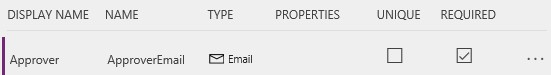 DISPLAY NAME NAME TYPE PROPERTIES UNIQUE REQUIRED
Approver ApproverEmail Email ...